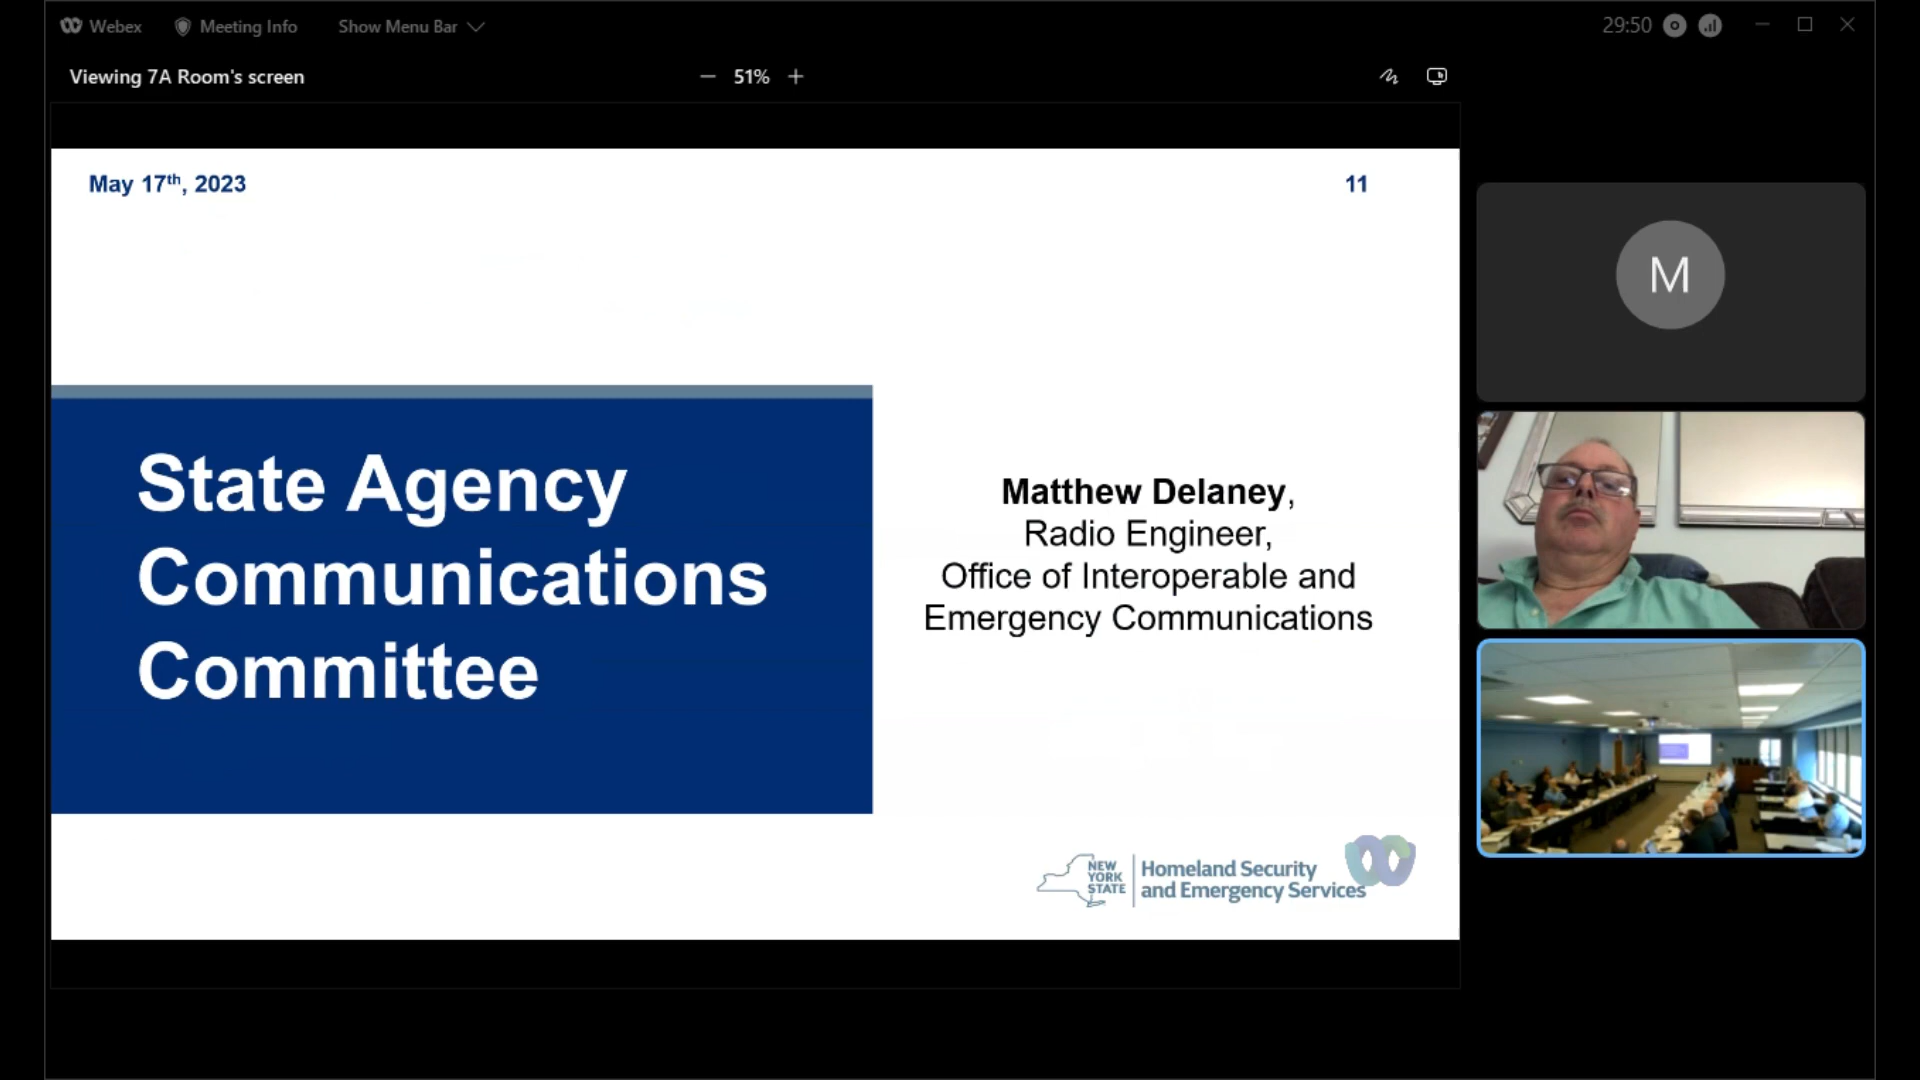 Webex
Meeting Info
Show Menu Bar
29:50
Viewing 7A Room's screen
51%
May 17th, 2023
11
State Agency
Communications
Committee
Matthew Delaney,
Radio Engineer,
Office of Interoperable and
Emergency Communications
M
NEW
YORK
STATE
Homeland Security
and Emergency Services